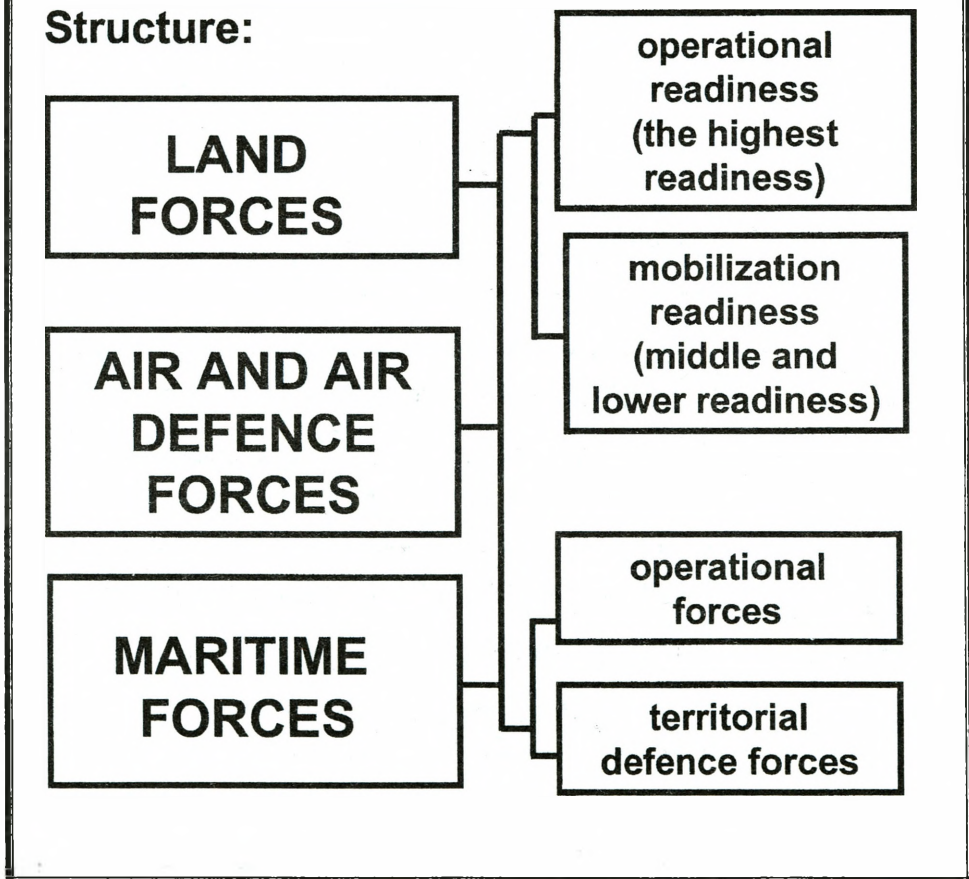 Structure:
LAND
FORCES
AIR AND AIR
DEFENCE
FORCES
MARITIME
FORCES
operational
readiness
(the highest
readiness)
mobilization
readiness
(middle and
lower readiness)
operational
forces
territorial
defence forces